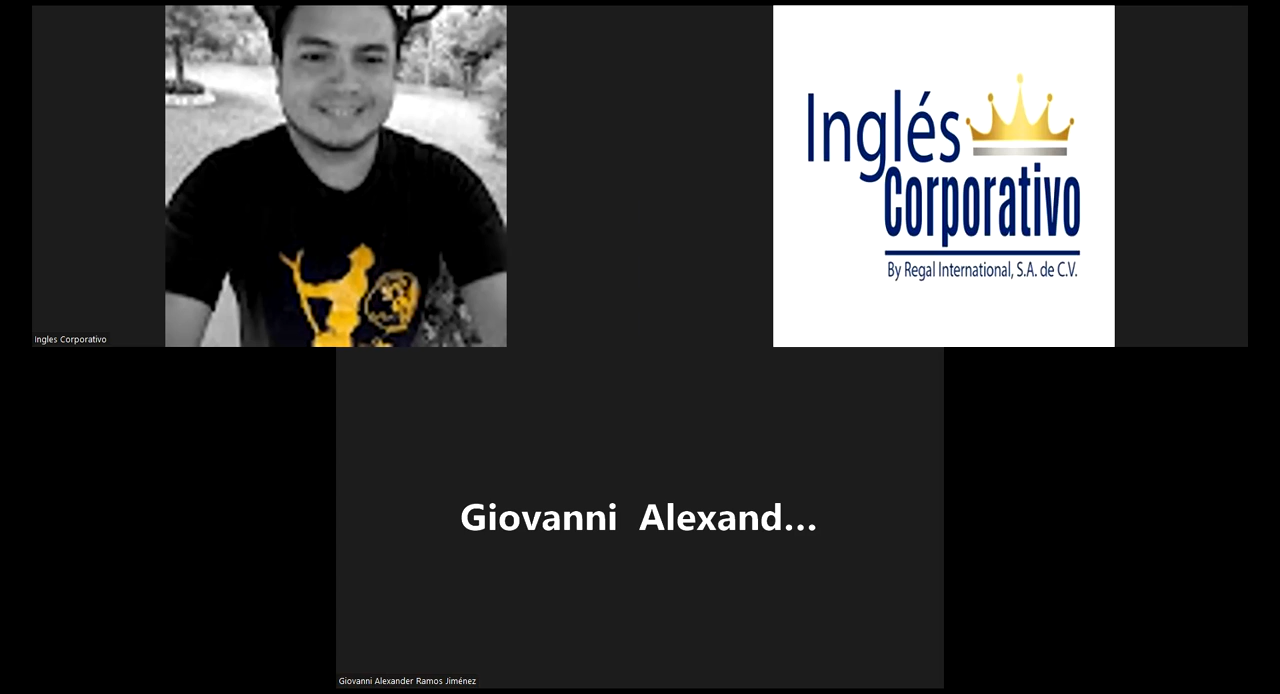 Inglés
Corporativo
By Regal International, S.A. de C.V.
Ingles Corporativo
Giovanni Alexand...
Giovanni Alexander Ramos Jiménez